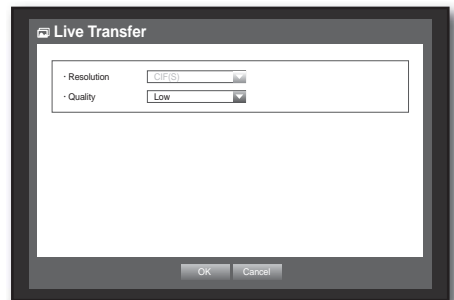 Live Transfer
· Resolution CIF(S)
· Quality Low
OK Cancel